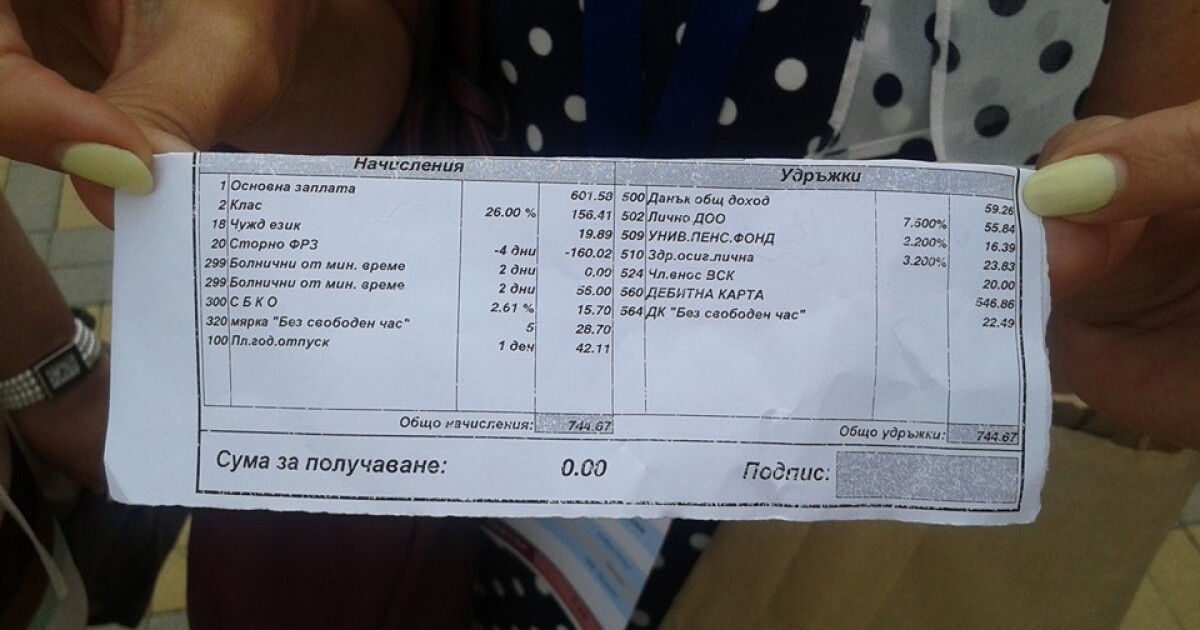 Начисления
1 Основна заплата 601.58
2 Клас 26.00 % 156.41
18 Чужд език 19.89
20 Сторно ФРЗ -4 дни -160.02
299 Болнични от мин. време 2 дни 0.00
299 Болнични от мин. време 2 дни 56.00
300 С Б К О 2.61 % 15.70
320 мярка "Без свободен час" 5 28.70
100 Пл.год.отпуск 1 ден 42.11
Общо начисления: 744.67
Удръжки
500 Данък общ доход 59.26
502 Лично ДОО 7.500% 55.84
509 УНИВ.ПЕНС.ФОНД 2.200% 16.39
510 Здр.осиг.лична 3.200% 23.83
524 Чл.внос ВСК 20.00
560 ДЕБИТНА КАРТА 546.86
564 ДК "Без свободен час" 22.49
Общо удръжки: 744.67
Сума за получаване: 0.00 Подпис: